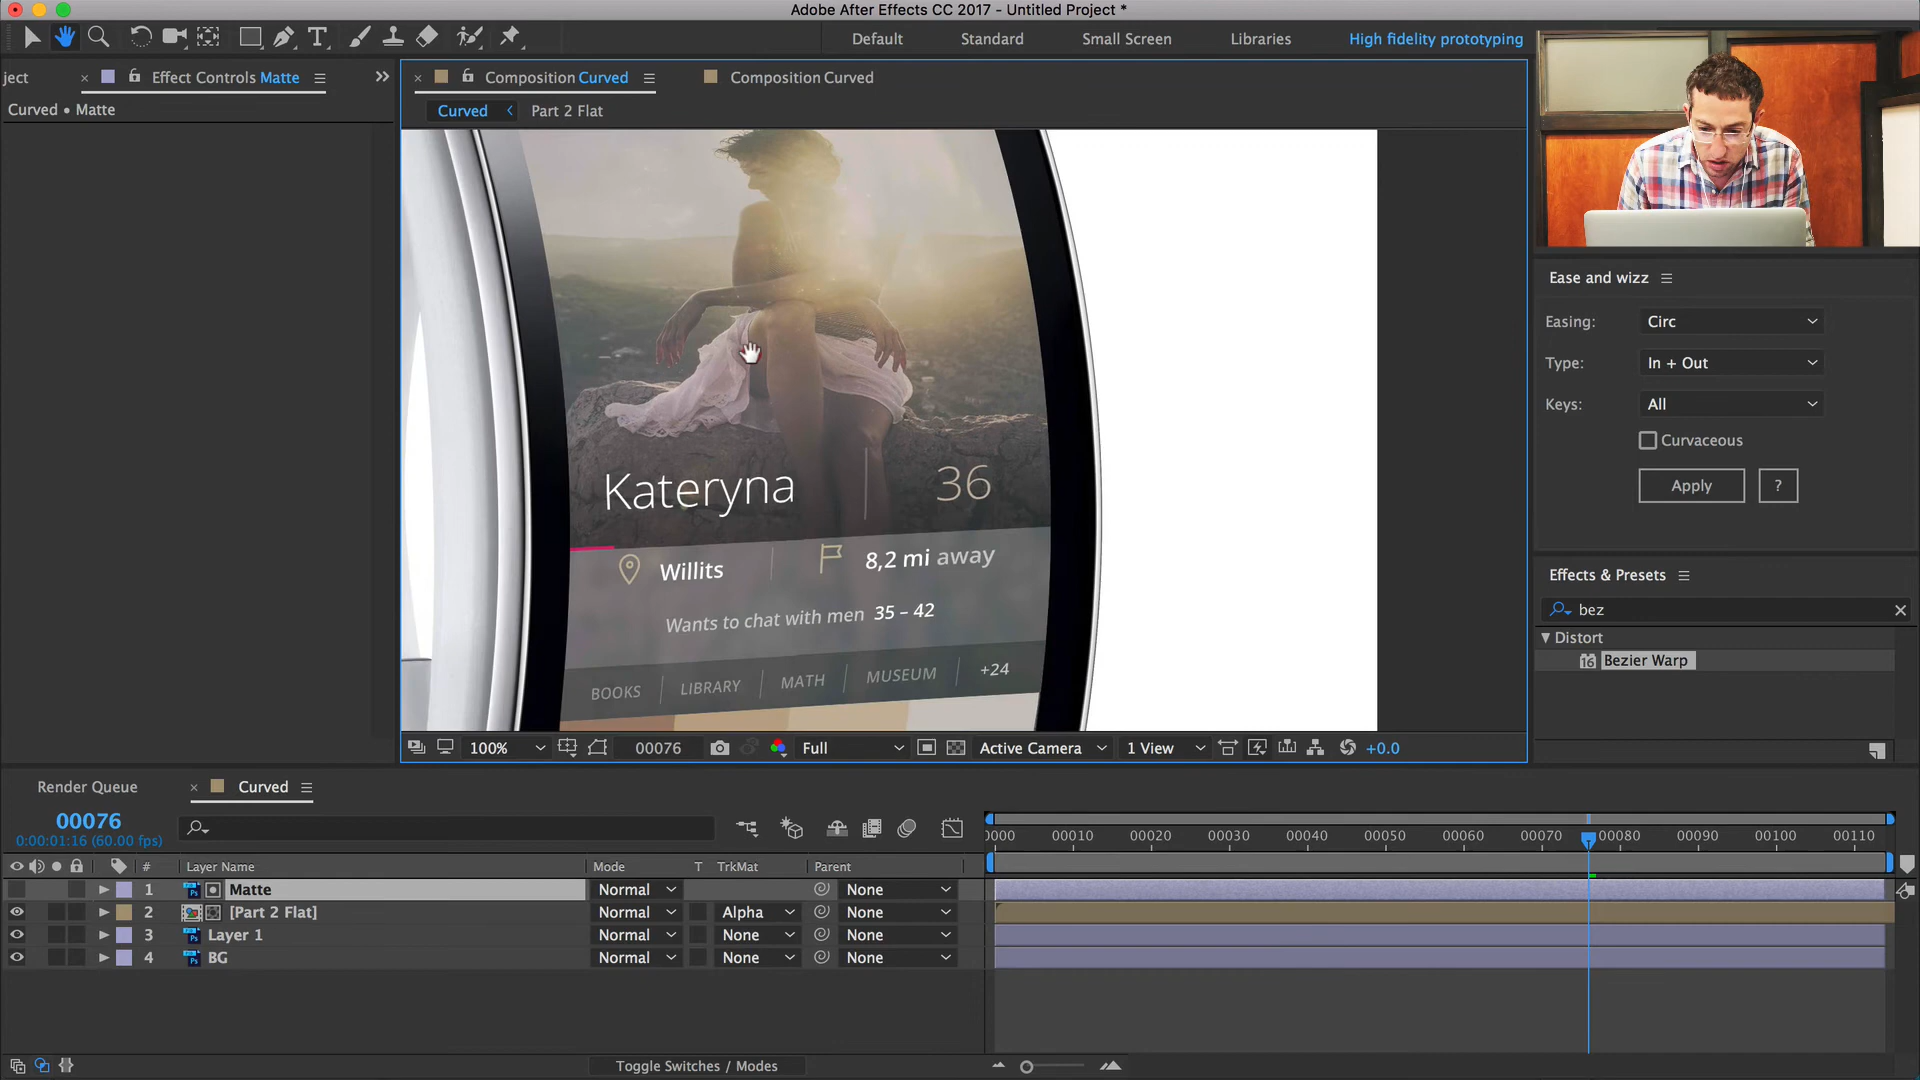 Adobe After Effects CC 2017 - Untitled Project *
Default
Standard
Small Screen
Libraries
High fidelity prototyping
ject
Effect Controls Matte
Composition Curved
Composition Curved
Curved • Matte
Curved
Part 2 Flat
Kateryna
36
Willits
8,2 mi away
Wants to chat with men 35 – 42
BOOKS
LIBRARY
MATH
MUSEUM
+24
100%
00076
Full
Active Camera
1 View
+0.0
Ease and wizz
Easing:
Circ
Type:
In + Out
Keys:
All
Curvaceous
Apply
?
Effects & Presets
bez
Distort
16
Bezier Warp
Render Queue
Curved
00076
0:00:01:16 (60.00 fps)
0000
00010
00020
00030
00040
00050
00060
00070
00080
00090
00100
00110
#
Layer Name
Mode
T
TrkMat
Parent
1
Matte
Normal
None
2
[Part 2 Flat]
Normal
Alpha
None
3
Layer 1
Normal
None
None
4
BG
Normal
None
None
Toggle Switches / Modes